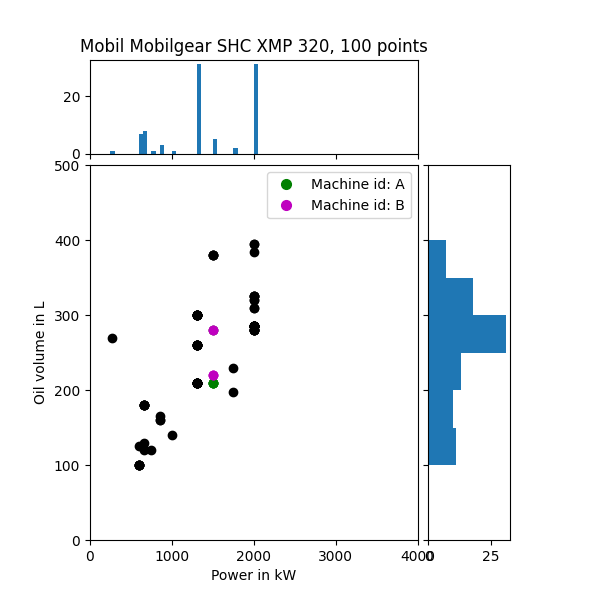 Mobil Mobilgear SHC XMP 320, 100 points
20
0
500
400
300
200
100
0
Oil volume in L
Machine id: A
Machine id: B
0 1000 2000 3000 4000
0 25
Power in kW